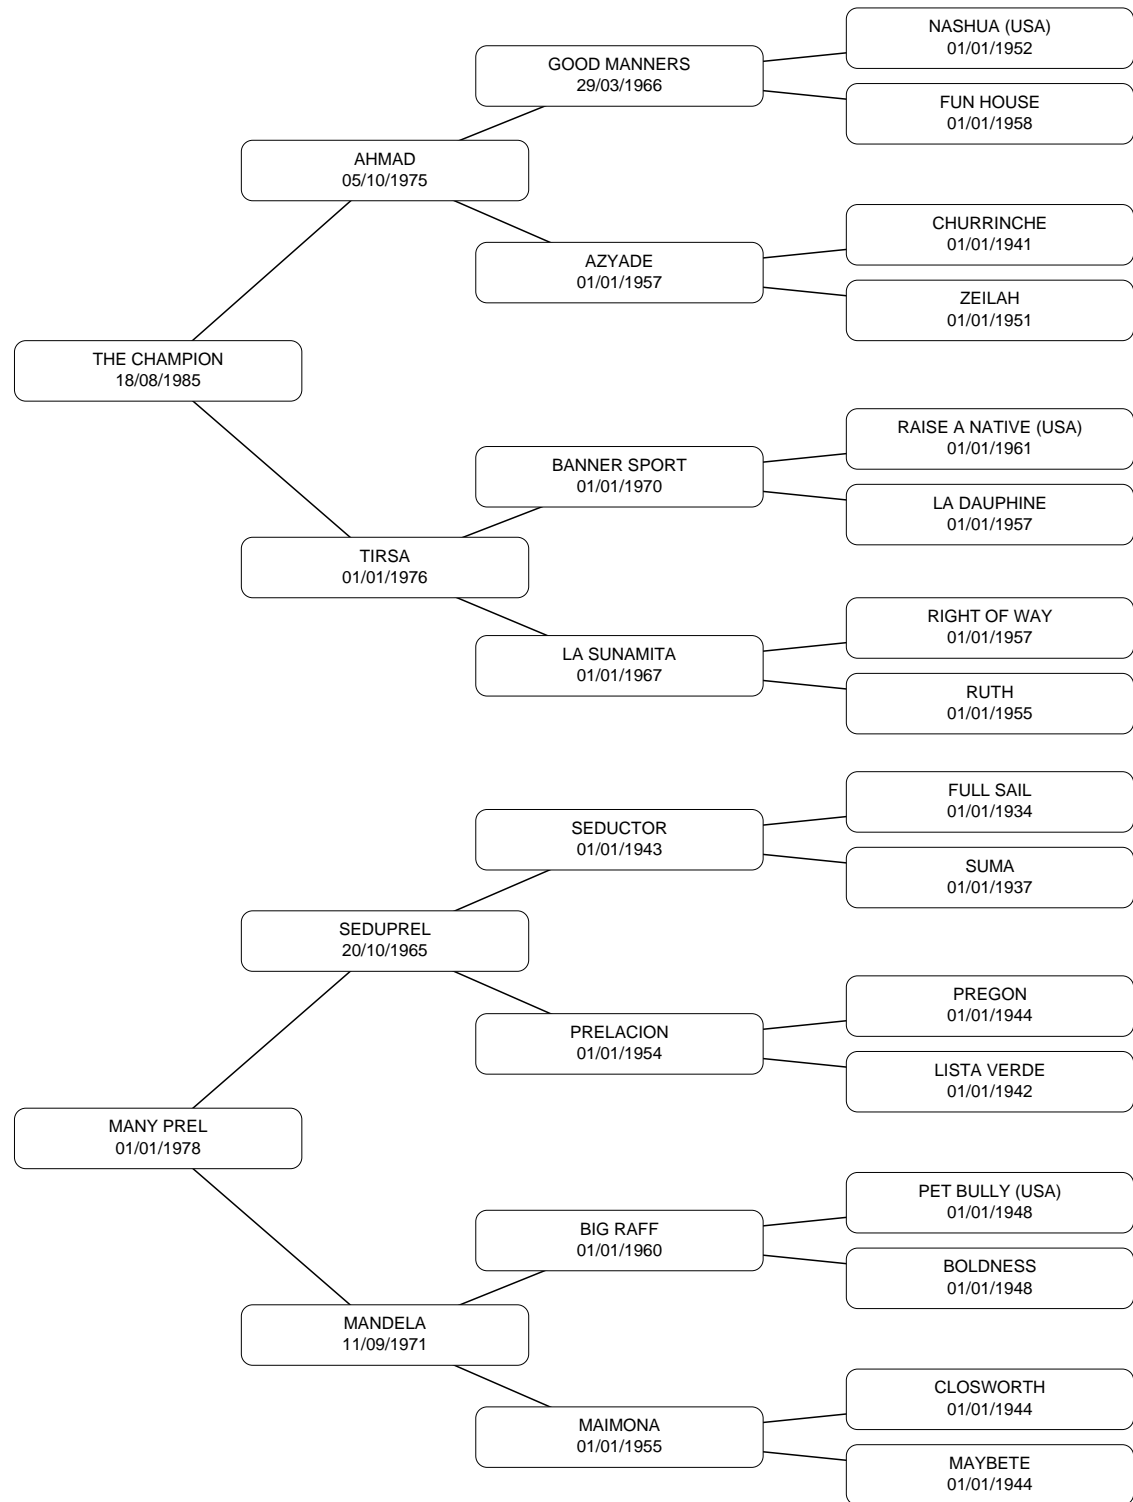 NASHUA (USA)
01/01/1952
GOOD MANNERS
29/03/1966
FUN HOUSE
01/01/1958
AHMAD
05/10/1975
CHURRINCHE
01/01/1941
AZYADE
01/01/1957
ZEILAH
01/01/1951
THE CHAMPION
18/08/1985
RAISE A NATIVE (USA)
01/01/1961
BANNER SPORT
01/01/1970
LA DAUPHINE
01/01/1957
TIRSA
01/01/1976
RIGHT OF WAY
01/01/1957
LA SUNAMITA
01/01/1967
RUTH
01/01/1955
FULL SAIL
01/01/1934
SEDUCTOR
01/01/1943
SUMA
01/01/1937
SEDUPREL
20/10/1965
PREGON
01/01/1944
PRELACION
01/01/1954
LISTA VERDE
01/01/1942
MANY PREL
01/01/1978
PET BULLY (USA)
01/01/1948
BIG RAFF
01/01/1960
BOLDNESS
01/01/1948
MANDELA
11/09/1971
CLOSWORTH
01/01/1944
MAIMONA
01/01/1955
MAYBETE
01/01/1944